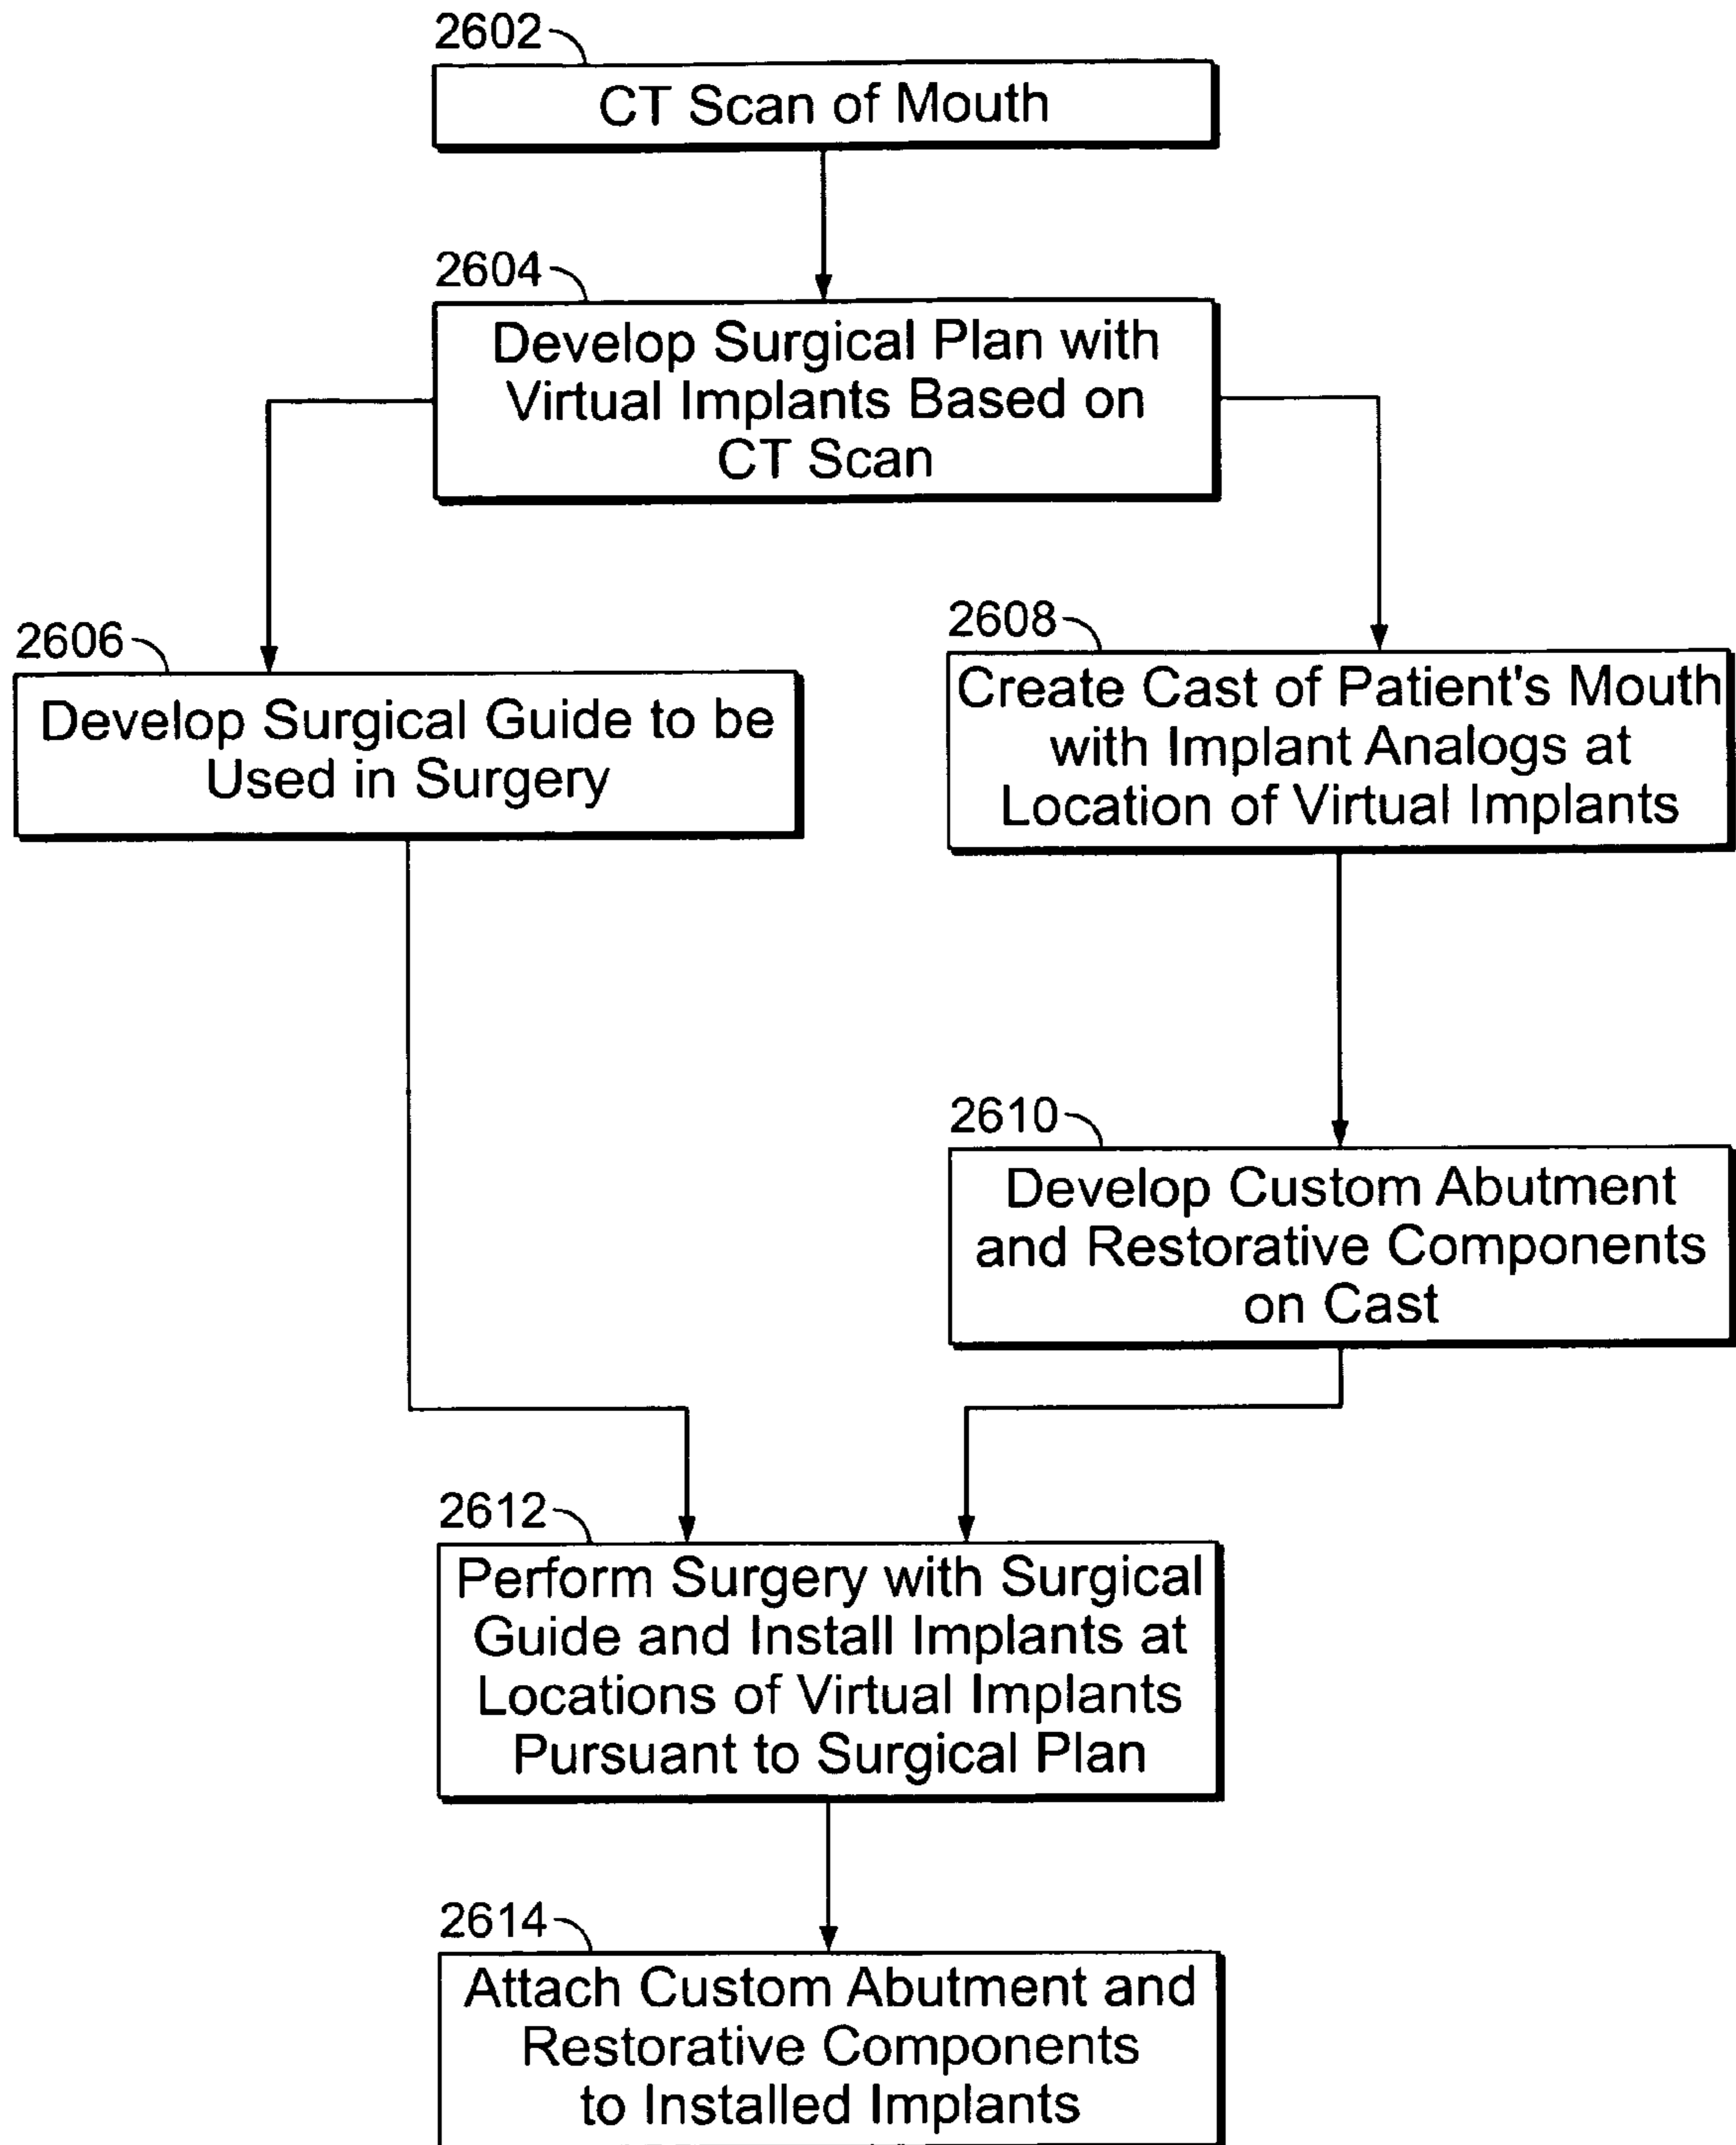 2602
CT Scan of Mouth
2604
Develop Surgical Plan with
Virtual Implants Based on
CT Scan
2606
Develop Surgical Guide to be
Used in Surgery
2608
Create Cast of Patient's Mouth
with Implant Analogs at
Location of Virtual Implants
2610
Develop Custom Abutment
and Restorative Components
on Cast
2612
Perform Surgery with Surgical
Guide and Install Implants at
Locations of Virtual Implants
Pursuant to Surgical Plan
2614
Attach Custom Abutment and
Restorative Components
to Installed Implants